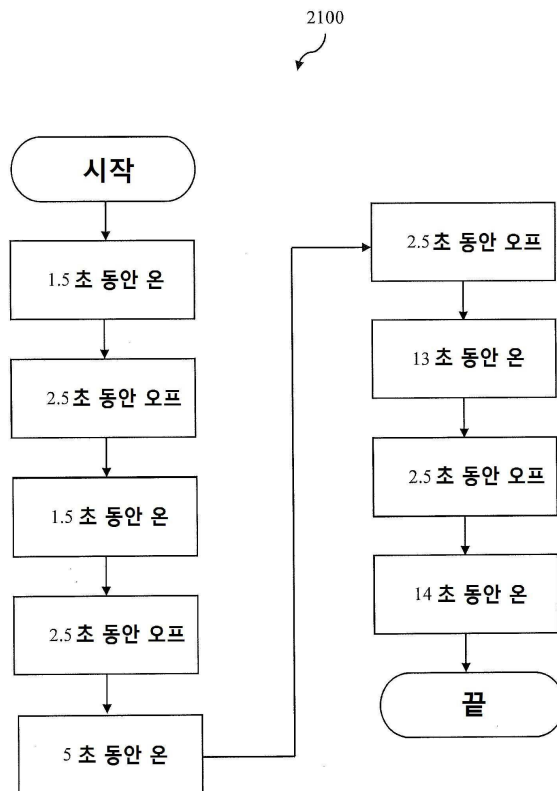 2100
시작
1.5 초 동안 온
2.5 초 동안 오프
1.5 초 동안 온
2.5 초 동안 오프
5 초 동안 온
2.5 초 동안 오프
13 초 동안 온
2.5 초 동안 오프
14 초 동안 온
끝